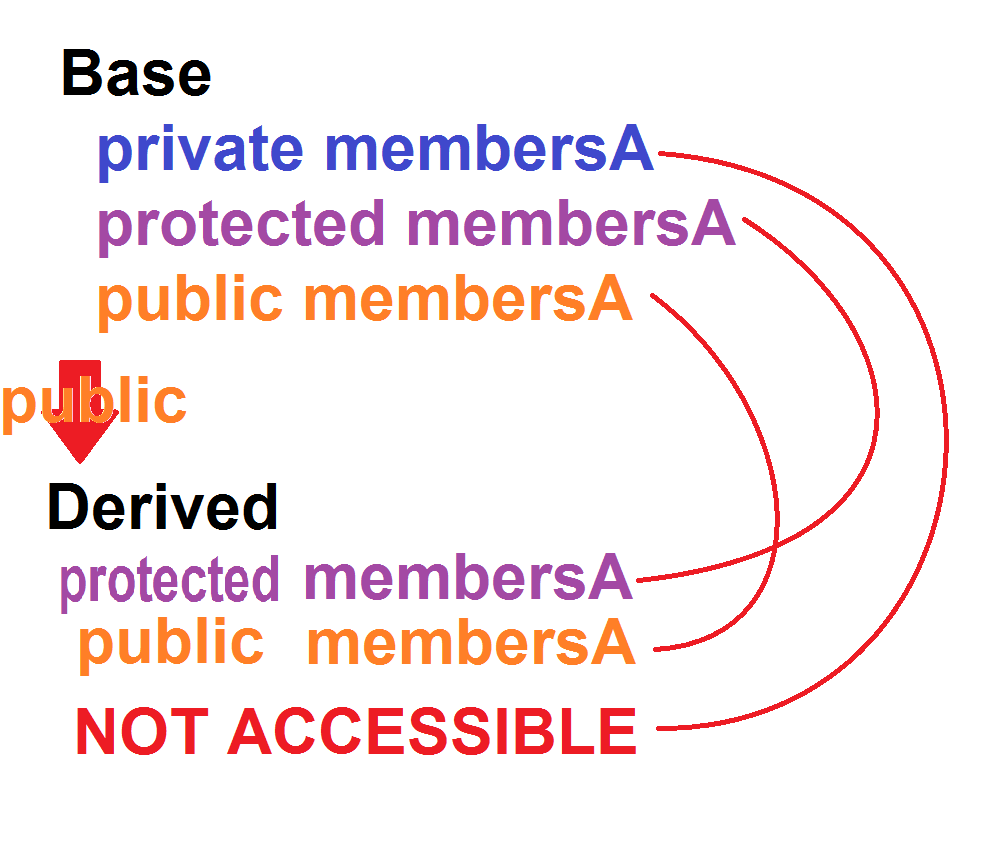 Base
private membersA
protected membersA
public membersA
public
Derived
protected membersA
public membersA
NOT ACCESSIBLE